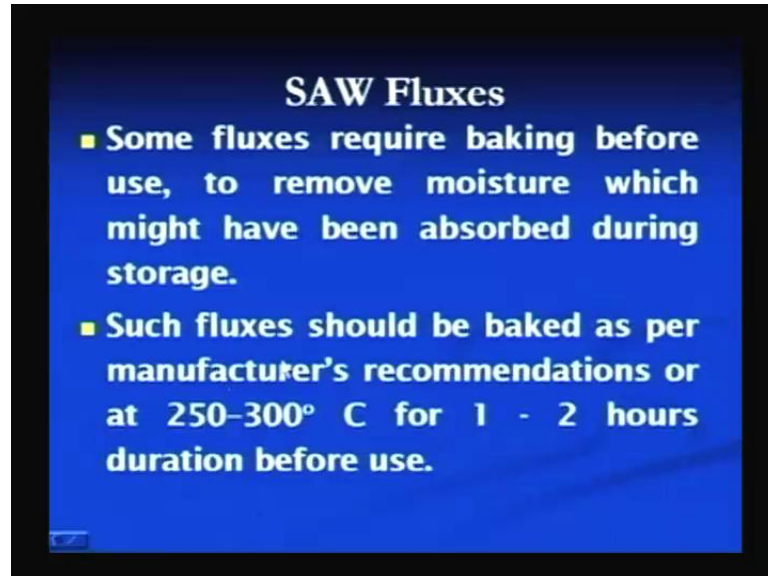 SAW Fluxes
Some fluxes require baking before
use, to remove moisture which
might have been absorbed during
storage.
Such fluxes should be baked as per
manufacturer's recommendations or
at 250–300° C for 1 - 2 hours
duration before use.